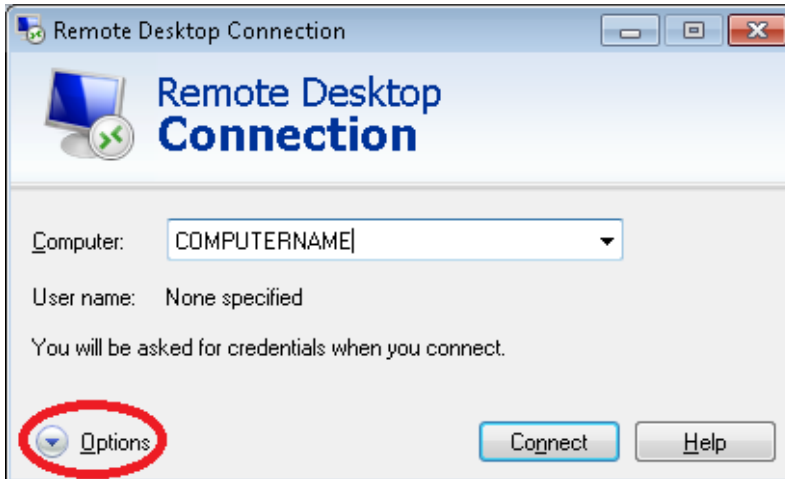 Remote Desktop Connection
Remote Desktop
Connection
Computer: COMPUTERNAME
User name: None specified
You will be asked for credentials when you connect.
Options Connect Help